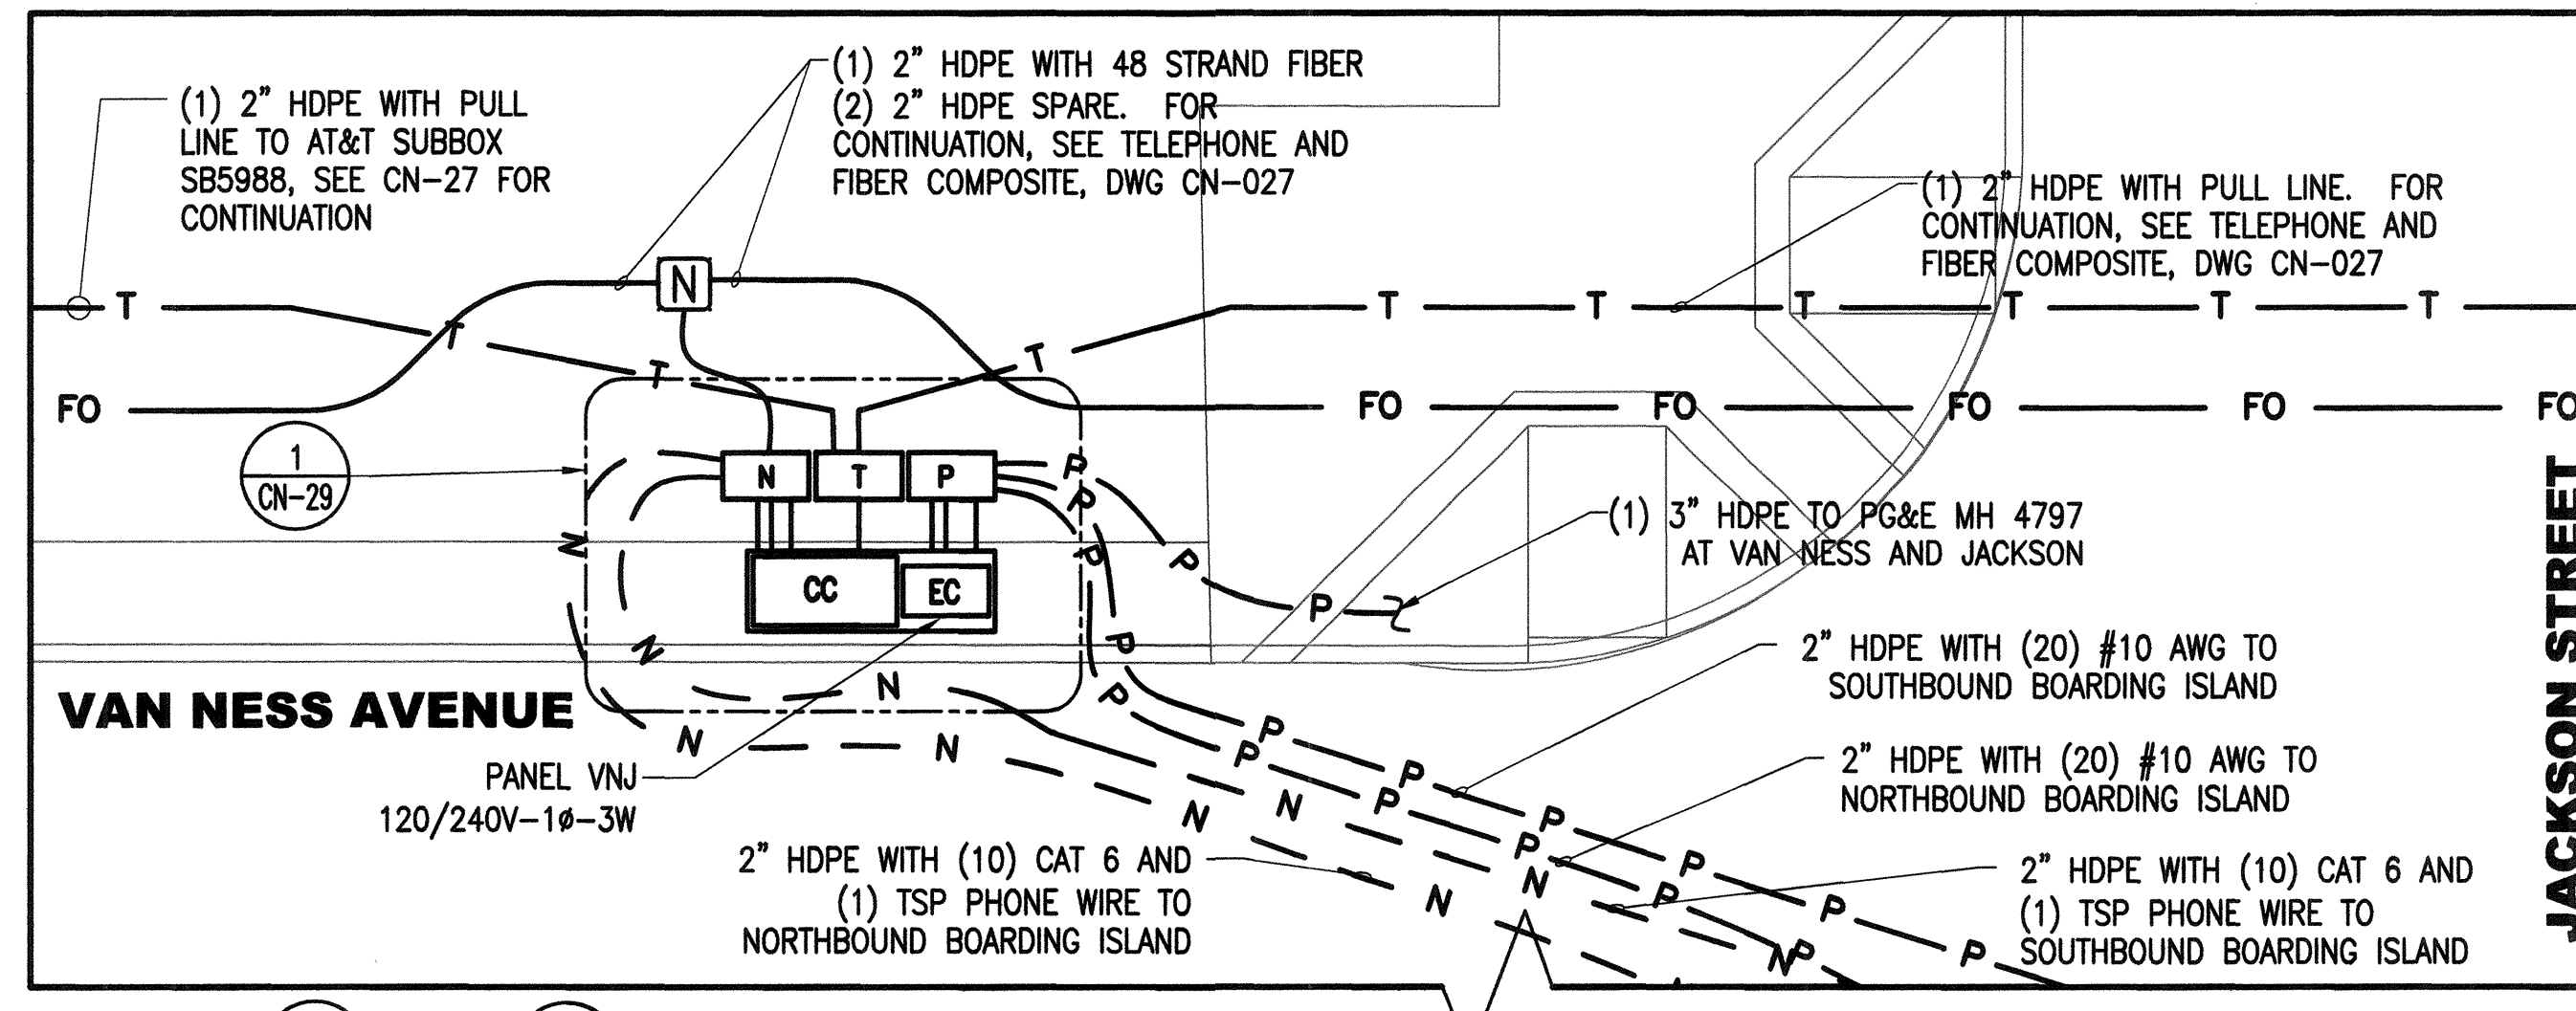 (1) 2" HDPE WITH PULL
LINE TO AT&T SUBBOX
SB5988, SEE CN-27 FOR
CONTINUATION
(1) 2" HDPE WITH 48 STRAND FIBER
(2) 2" HDPE SPARE. FOR
CONTINUATION, SEE TELEPHONE AND
FIBER COMPOSITE, DWG CN-027
(1) 2" HDPE WITH PULL LINE. FOR
CONTINUATION, SEE TELEPHONE AND
FIBER COMPOSITE, DWG CN-027
N
T T T T T T T T T T
FO FO FO FO FO FO
1
CN-29
N T P
CC EC
P P P P P
P P
N N N
(1) 3" HDPE TO PG&E MH 4797
AT VAN NESS AND JACKSON
2" HDPE WITH (20) #10 AWG TO
SOUTHBOUND BOARDING ISLAND
VAN NESS AVENUE
JACKSON STREET
PANEL VNJ
120/240V-1ø-3W
2" HDPE WITH (20) #10 AWG TO
NORTHBOUND BOARDING ISLAND
N N N N N
P P P P P P
P P P P P
N N N
2" HDPE WITH (10) CAT 6 AND
(1) TSP PHONE WIRE TO
NORTHBOUND BOARDING ISLAND
2" HDPE WITH (10) CAT 6 AND
(1) TSP PHONE WIRE TO
SOUTHBOUND BOARDING ISLAND